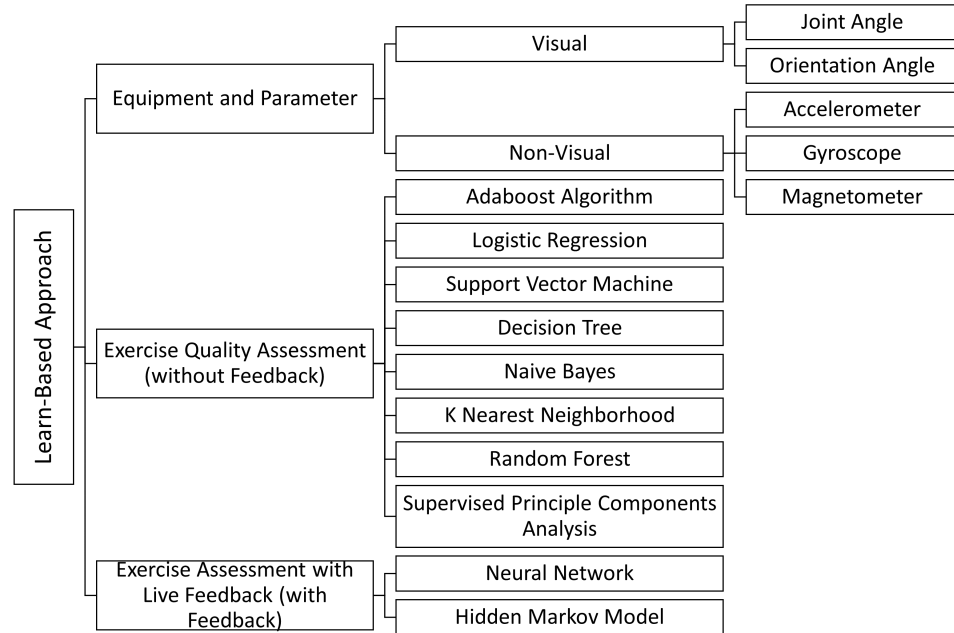 Learn-Based Approach
Equipment and Parameter
Visual
Joint Angle
Orientation Angle
Non-Visual
Accelerometer
Gyroscope
Magnetometer
Exercise Quality Assessment
(without Feedback)
Adaboost Algorithm
Logistic Regression
Support Vector Machine
Decision Tree
Naive Bayes
K Nearest Neighborhood
Random Forest
Supervised Principle Components
Analysis
Exercise Assessment with
Live Feedback (with
Feedback)
Neural Network
Hidden Markov Model